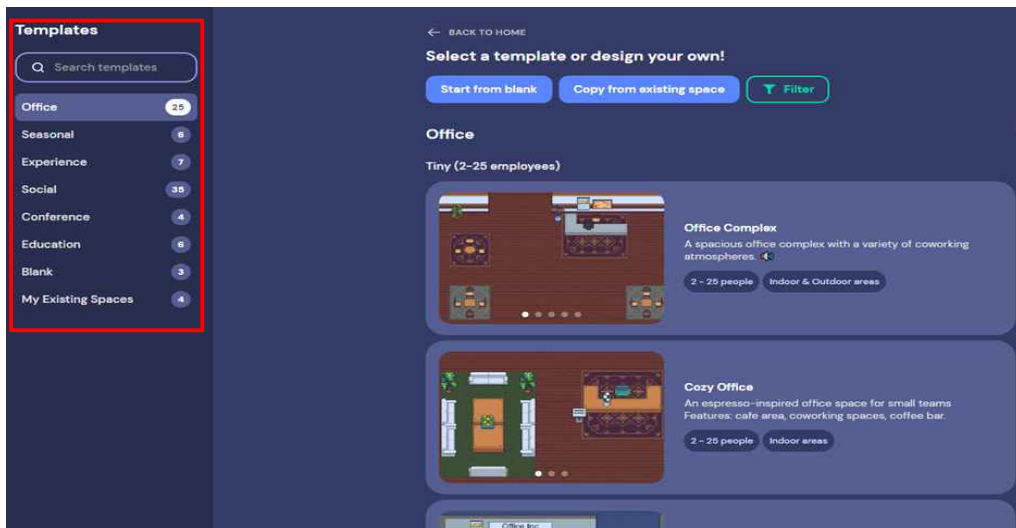 Templates
Search templates
Office 25
Seasonal 6
Experience 7
Social 35
Conference 4
Education 6
Blank 3
My Existing Spaces 4
← BACK TO HOME
Select a template or design your own!
Start from blank Copy from existing space Filter
Office
Tiny (2-25 employees)
Office Complex
A spacious office complex with a variety of coworking
atmospheres. 🔊
2 - 25 people Indoor & Outdoor areas
Cozy Office
An espresso-inspired office space for small teams
Features: cafe area, coworking spaces, coffee bar.
2 - 25 people Indoor areas
Office Inc